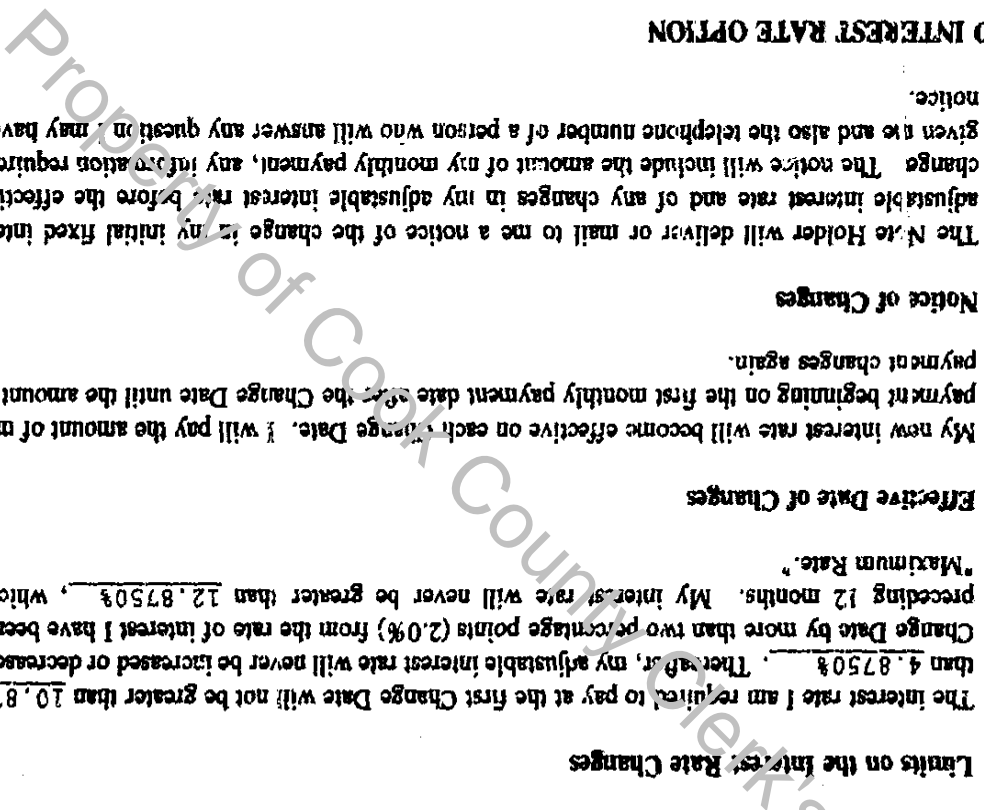 Limits on the Interest Rate Changes
The interest rate I am required to pay at the first Change Date will not be greater than 10.8
than 4.8750% . Thereafter, my adjustable interest rate will never be increased or decreased
Change Date by more than two percentage points (2.0%) from the rate of interest I have been
preceding 12 months. My interest rate will never be greater than 12.8750% , whic
"Maximum Rate."
Effective Date of Changes
My new interest rate will become effective on each Change Date. I will pay the amount of m
payment beginning on the first monthly payment date after the Change Date until the amount
payment changes again.
Notice of Changes
The Note Holder will deliver or mail to me a notice of the change in my initial fixed inte
adjustable interest rate and of any changes in my adjustable interest rate before the effecti
change The notice will include the amount of my monthly payment, any information require
given me and also the telephone number of a person who will answer any question I may have
notice.
INTEREST RATE OPTION
Property of Cook County Clerk's